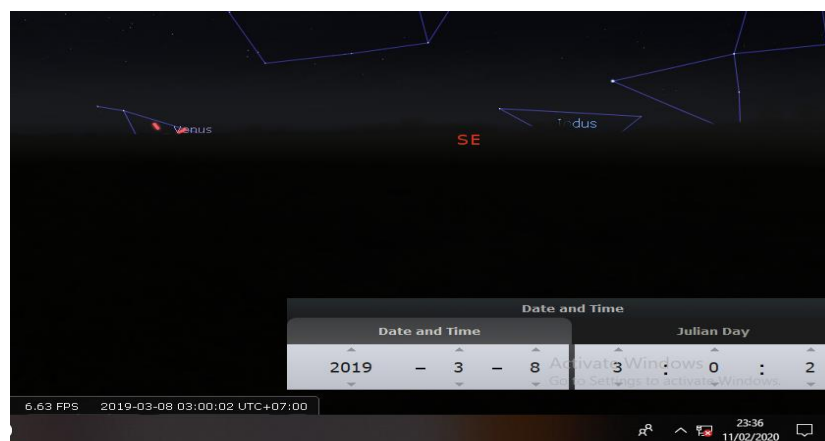 Venus
Indus
SE
Date and Time
Date and Time Julian Day
2019 – 3 – 8 3 : 0 : 2
Activate Windows
Go to Settings to activate Windows.
6.63 FPS 2019-03-08 03:00:02 UTC+07:00
23:36
11/02/2020